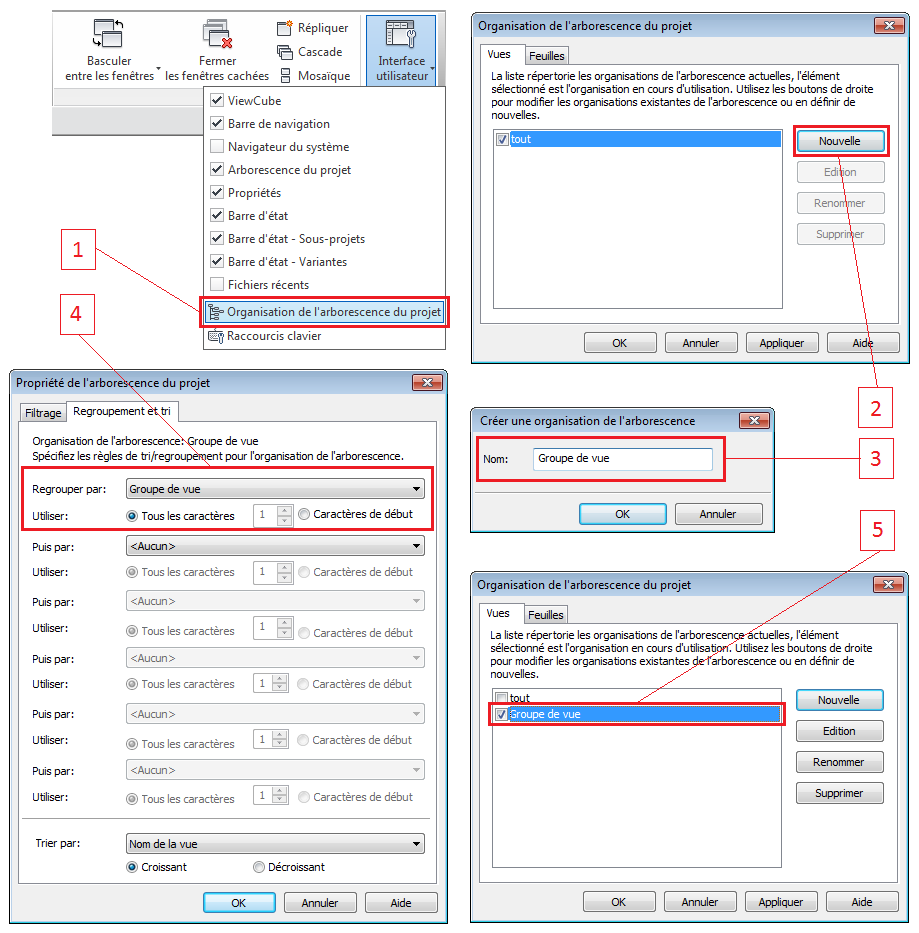 Basculer
entre les fenêtres
Fermer
les fenêtres cachées
Répliquer
Cascade
Mosaïque
Interface
utilisateur
ViewCube
Barre de navigation
Navigateur du système
Arborescence du projet
Propriétés
Barre d'état
Barre d'état - Sous-projets
Barre d'état - Variantes
Fichiers récents
Organisation de l'arborescence du projet
Raccourcis clavier
1
4
Organisation de l'arborescence du projet
Vues Feuilles
La liste répertorie les organisations de l'arborescence actuelles, l'élément
sélectionné est l'organisation en cours d'utilisation. Utilisez les boutons de droite
pour modifier les organisations existantes de l'arborescence ou en définir de
nouvelles.
tout
Nouvelle
Edition
Renommer
Supprimer
OK Annuler Appliquer Aide
2
Créer une organisation de l'arborescence
Nom: Groupe de vue
OK Annuler
3
Propriété de l'arborescence du projet
Filtrage Regroupement et tri
Organisation de l'arborescence: Groupe de vue
Spécifiez les règles de tri/regroupement pour l'organisation de l'arborescence.
Regrouper par: Groupe de vue
Utiliser: Tous les caractères 1 Caractères de début
Puis par: <Aucun>
Utiliser: Tous les caractères 1 Caractères de début
Puis par: <Aucun>
Utiliser: Tous les caractères 1 Caractères de début
Puis par: <Aucun>
Utiliser: Tous les caractères 1 Caractères de début
Puis par: <Aucun>
Utiliser: Tous les caractères 1 Caractères de début
Puis par: <Aucun>
Utiliser: Tous les caractères 1 Caractères de début
Trier par: Nom de la vue
Croissant Décroissant
OK Annuler Aide
5
Organisation de l'arborescence du projet
Vues Feuilles
La liste répertorie les organisations de l'arborescence actuelles, l'élément
sélectionné est l'organisation en cours d'utilisation. Utilisez les boutons de droite
pour modifier les organisations existantes de l'arborescence ou en définir de
nouvelles.
tout
Groupe de vue
Nouvelle
Edition
Renommer
Supprimer
OK Annuler Appliquer Aide